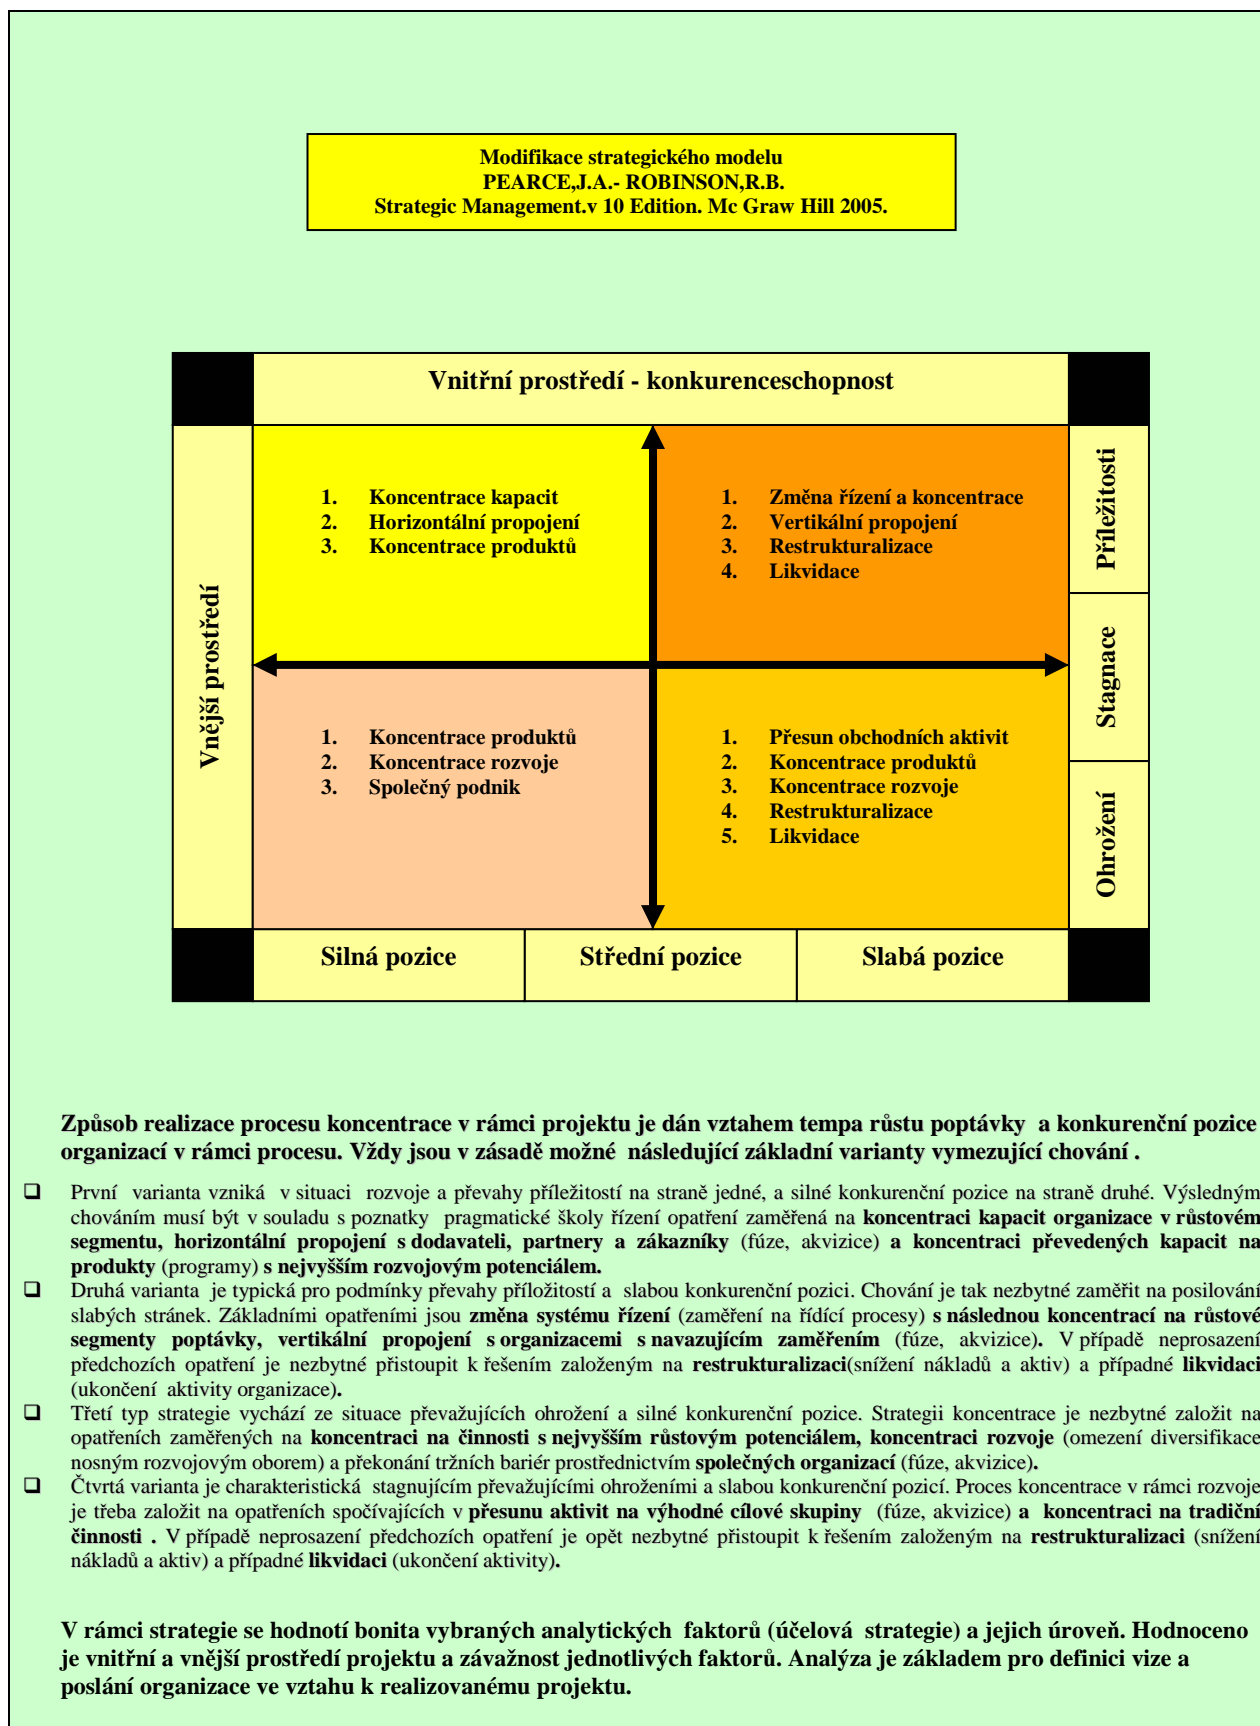 Modifikace strategického modelu
PEARCE,J.A.- ROBINSON,R.B.
Strategic Management.v 10 Edition. Mc Graw Hill 2005.
Vnitřní prostředí - konkurenceschopnost
Vnější prostředí
1. Koncentrace kapacit
2. Horizontální propojení
3. Koncentrace produktů
1. Změna řízení a koncentrace
2. Vertikální propojení
3. Restrukturalizace
4. Likvidace
1. Koncentrace produktů
2. Koncentrace rozvoje
3. Společný podnik
1. Přesun obchodních aktivit
2. Koncentrace produktů
3. Koncentrace rozvoje
4. Restrukturalizace
5. Likvidace
Příležitosti
Stagnace
Ohrožení
Silná pozice
Střední pozice
Slabá pozice
Způsob realizace procesu koncentrace v rámci projektu je dán vztahem tempa růstu poptávky a konkurenční pozice
organizací v rámci procesu. Vždy jsou v zásadě možné následující základní varianty vymezující chování .
❑ První varianta vzniká v situaci rozvoje a převahy příležitostí na straně jedné, a silné konkurenční pozice na straně druhé. Výsledným
chováním musí být v souladu s poznatky pragmatické školy řízení opatření zaměřená na koncentraci kapacit organizace v růstovém
segmentu, horizontální propojení s dodavateli, partnery a zákazníky (fúze, akvizice) a koncentraci převedených kapacit na
produkty (programy) s nejvyšším rozvojovým potenciálem.
❑ Druhá varianta je typická pro podmínky převahy příložitostí a slabou konkurenční pozici. Chování je tak nezbytné zaměřit na posilování
slabých stránek. Základními opatřeními jsou změna systému řízení (zaměření na řídící procesy) s následnou koncentrací na růstové
segmenty poptávky, vertikální propojení s organizacemi s navazujícím zaměřením (fúze, akvizice). V případě neprosazení
předchozích opatření je nezbytné přistoupit k řešením založeným na restrukturalizaci(snížení nákladů a aktiv) a případné likvidaci
(ukončení aktivity organizace).
❑ Třetí typ strategie vychází ze situace převažujících ohrožení a silné konkurenční pozice. Strategii koncentrace je nezbytné založit na
opatřeních zaměřených na koncentraci na činnosti s nejvyšším růstovým potenciálem, koncentraci rozvoje (omezení diversifikace
nosným rozvojovým oborem) a překonání tržních bariér prostřednictvím společných organizací (fúze, akvizice).
❑ Čtvrtá varianta je charakteristická stagnujícím převažujícími ohroženími a slabou konkurenční pozicí. Proces koncentrace v rámci rozvoje
je třeba založit na opatřeních spočívajících v přesunu aktivit na výhodné cílové skupiny (fúze, akvizice) a koncentraci na tradiční
činnosti . V případě neprosazení předchozích opatření je opět nezbytné přistoupit k řešením založeným na restrukturalizaci (snížení
nákladů a aktiv) a případné likvidaci (ukončení aktivity).
V rámci strategie se hodnotí bonita vybraných analytických faktorů (účelová strategie) a jejich úroveň. Hodnoceno
je vnitřní a vnější prostředí projektu a závažnost jednotlivých faktorů. Analýza je základem pro definici vize a
poslání organizace ve vztahu k realizovanému projektu.